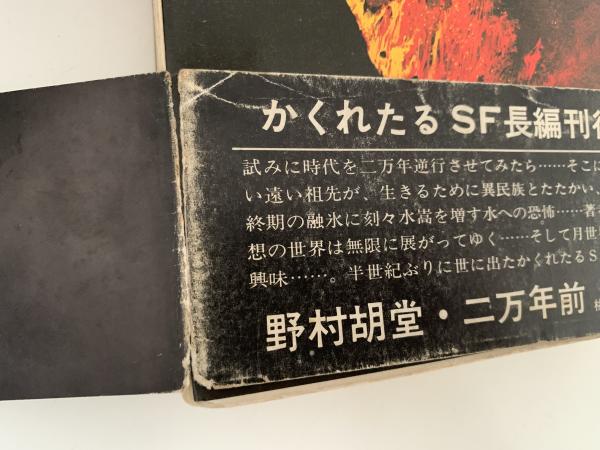 かくれたるSF長編刊行
試みに時代を二万年逆行させてみたら……そこに
い遠い祖先が、生きるために異民族とたたかい、
終期の融氷に刻々水嵩を増す水への恐怖……著
想の世界は無限に展がってゆく……そして月世界
興味……。半世紀ぶりに世に出たかくれたるS
野村胡堂・二万年前